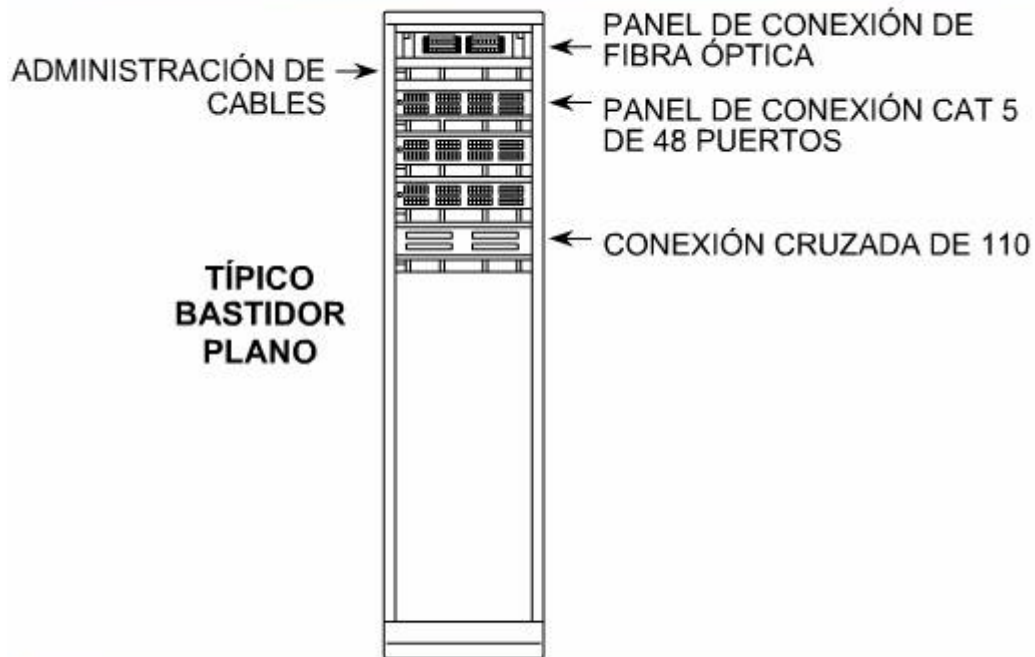 PANEL DE CONEXIÓN DE
FIBRA ÓPTICA
ADMINISTRACIÓN DE
CABLES
PANEL DE CONEXIÓN CAT 5
DE 48 PUERTOS
CONEXIÓN CRUZADA DE 110
TÍPICO
BASTIDOR
PLANO